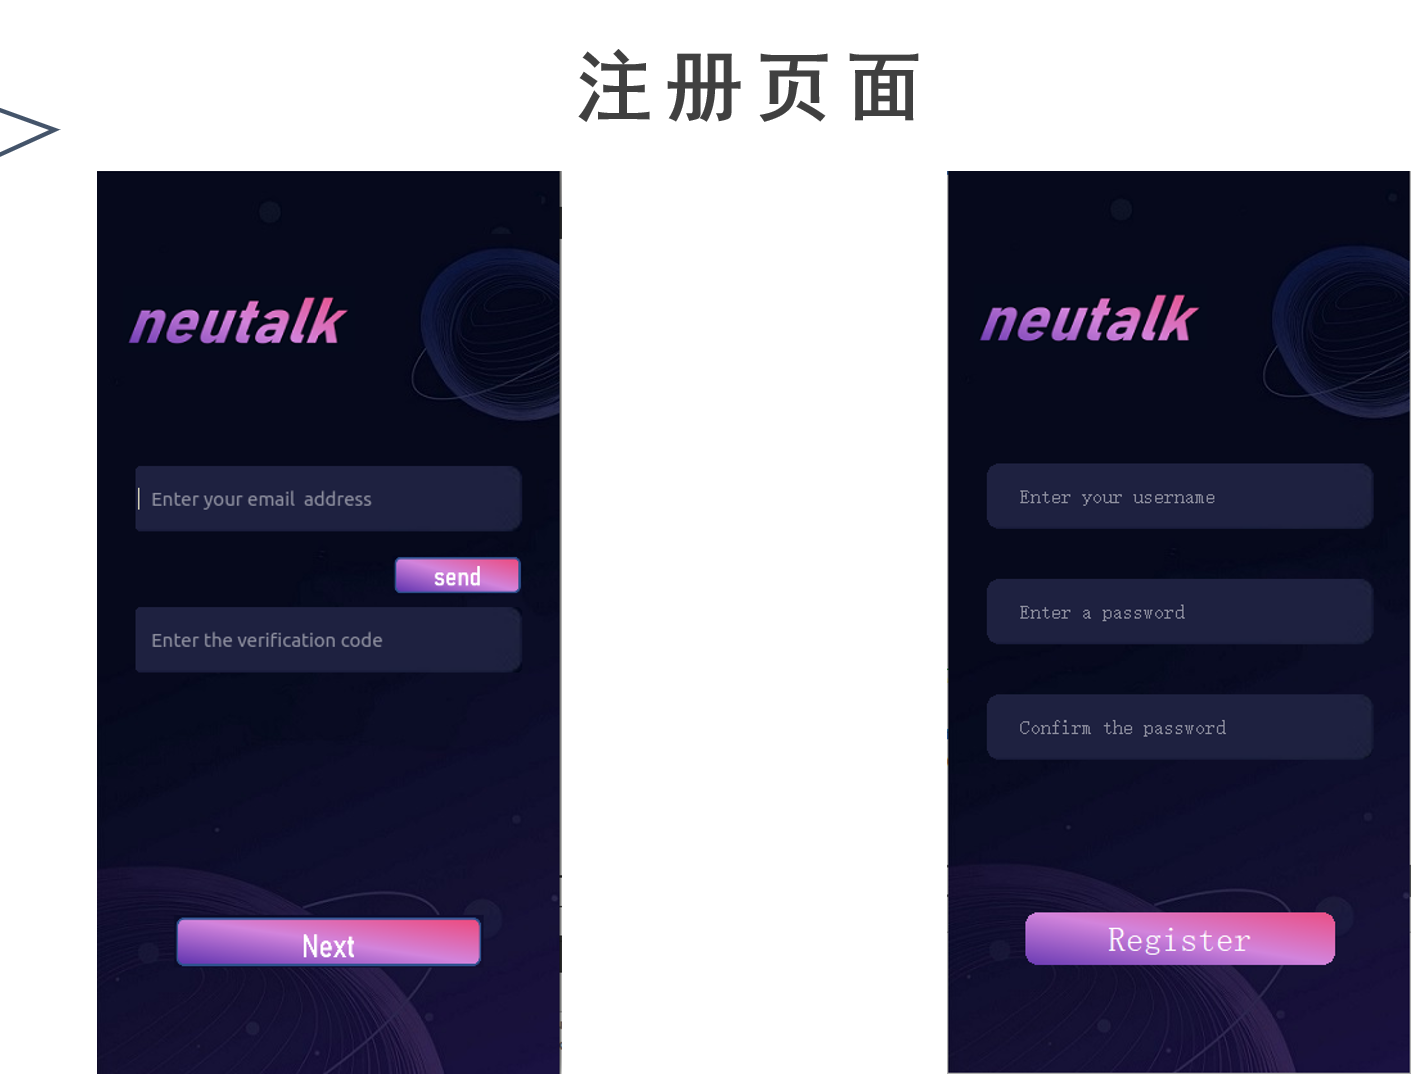 注册页面
neutalk
Enter your email address
send
Enter the verification code
Next
neutalk
Enter your username
Enter a password
Confirm the password
Register